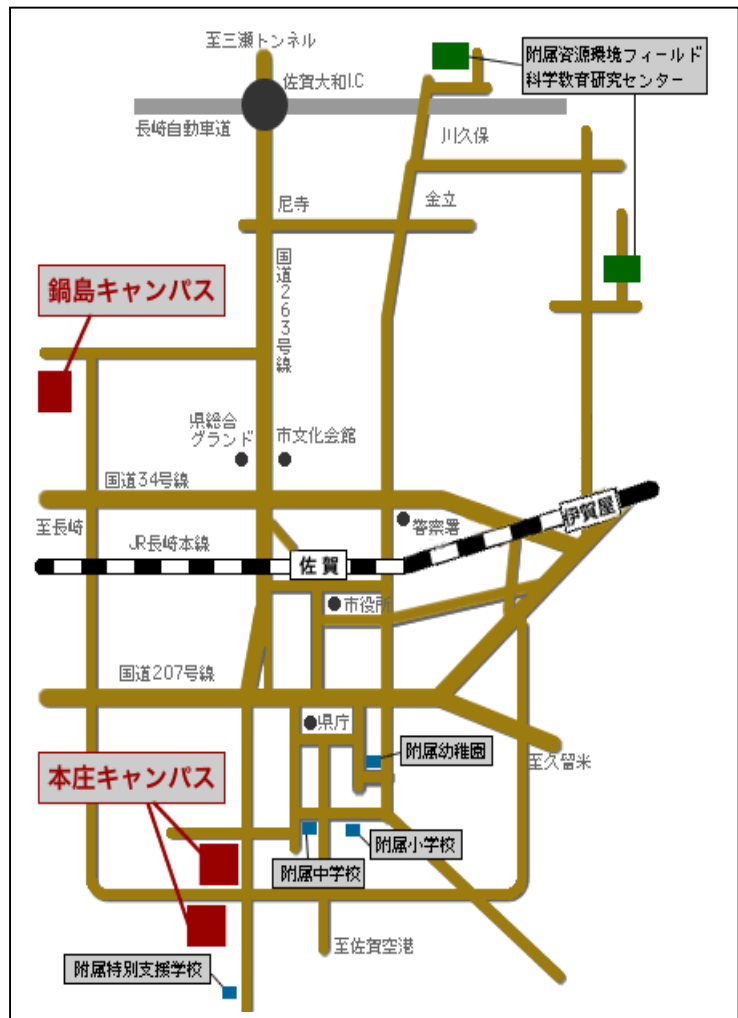 至三瀬トンネル
附属資源環境フィールド
科学教育研究センター
佐賀大和I.C
長崎自動車道
川久保
尼寺
金立
国道263号線
鍋島キャンパス
県総合
グランド
市文化会館
国道34号線
伊賀屋
至長崎
警察署
JR長崎本線
佐賀
市役所
国道207号線
県庁
附属幼稚園
至久留米
本庄キャンパス
附属小学校
附属中学校
至佐賀空港
附属特別支援学校